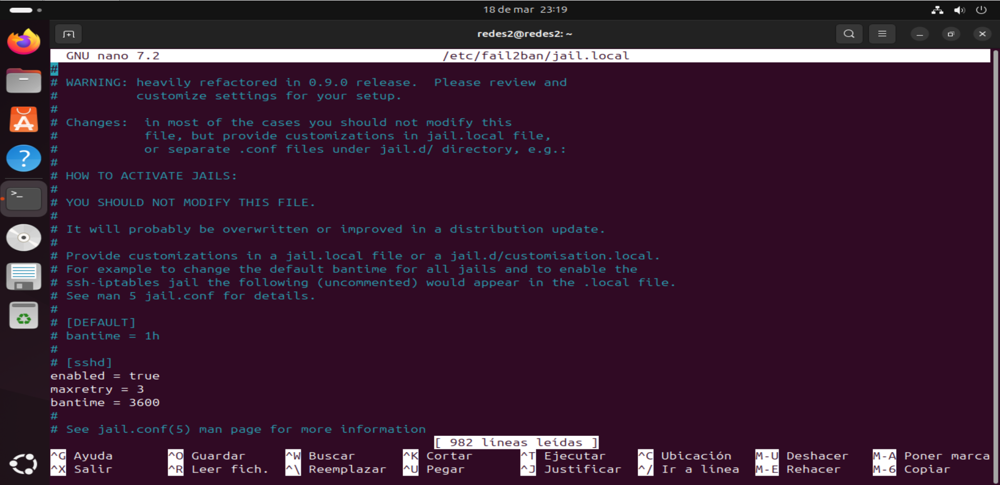 18 de mar 23:19
redes2@redes2: ~
GNU nano 7.2 /etc/fail2ban/jail.local
#
# WARNING: heavily refactored in 0.9.0 release.  Please review and
#          customize settings for your setup.
#
# Changes:  in most of the cases you should not modify this
#           file, but provide customizations in jail.local file,
#           or separate .conf files under jail.d/ directory, e.g.:
#
# HOW TO ACTIVATE JAILS:
#
# YOU SHOULD NOT MODIFY THIS FILE.
#
# It will probably be overwritten or improved in a distribution update.
#
# Provide customizations in a jail.local file or a jail.d/customisation.local.
# For example to change the default bantime for all jails and to enable the
# ssh-iptables jail the following (uncommented) would appear in the .local file.
# See man 5 jail.conf for details.
#
# [DEFAULT]
# bantime = 1h
#
# [sshd]
enabled = true
maxretry = 3
bantime = 3600
#
# See jail.conf(5) man page for more information
[ 982 líneas leídas ]
^G Ayuda ^O Guardar ^W Buscar ^K Cortar ^T Ejecutar ^C Ubicación M-U Deshacer M-A Poner marca
^X Salir ^R Leer fich. ^\ Reemplazar ^U Pegar ^J Justificar ^/ Ir a línea M-E Rehacer M-6 Copiar